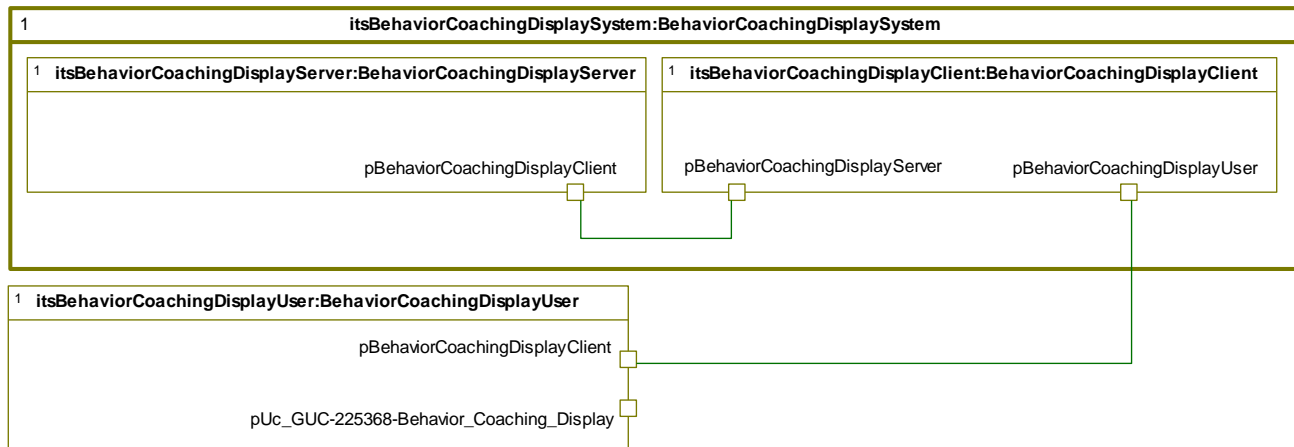 1 itsBehaviorCoachingDisplaySystem:BehaviorCoachingDisplaySystem
1 itsBehaviorCoachingDisplayServer:BehaviorCoachingDisplayServer
1 itsBehaviorCoachingDisplayClient:BehaviorCoachingDisplayClient
pBehaviorCoachingDisplayClient
pBehaviorCoachingDisplayServer
pBehaviorCoachingDisplayUser
1 itsBehaviorCoachingDisplayUser:BehaviorCoachingDisplayUser
pBehaviorCoachingDisplayClient
pUc_GUC-225368-Behavior_Coaching_Display